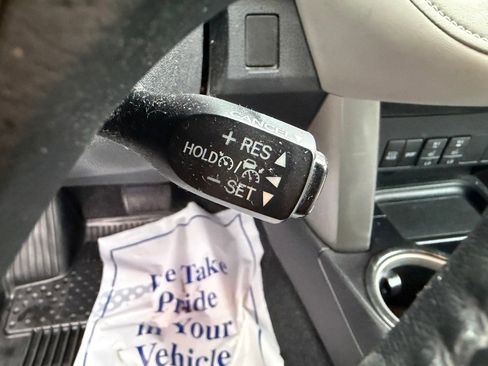 CANCEL
+ RES
HOLD /
− SET
We Take
Pride
in Your
Vehicle